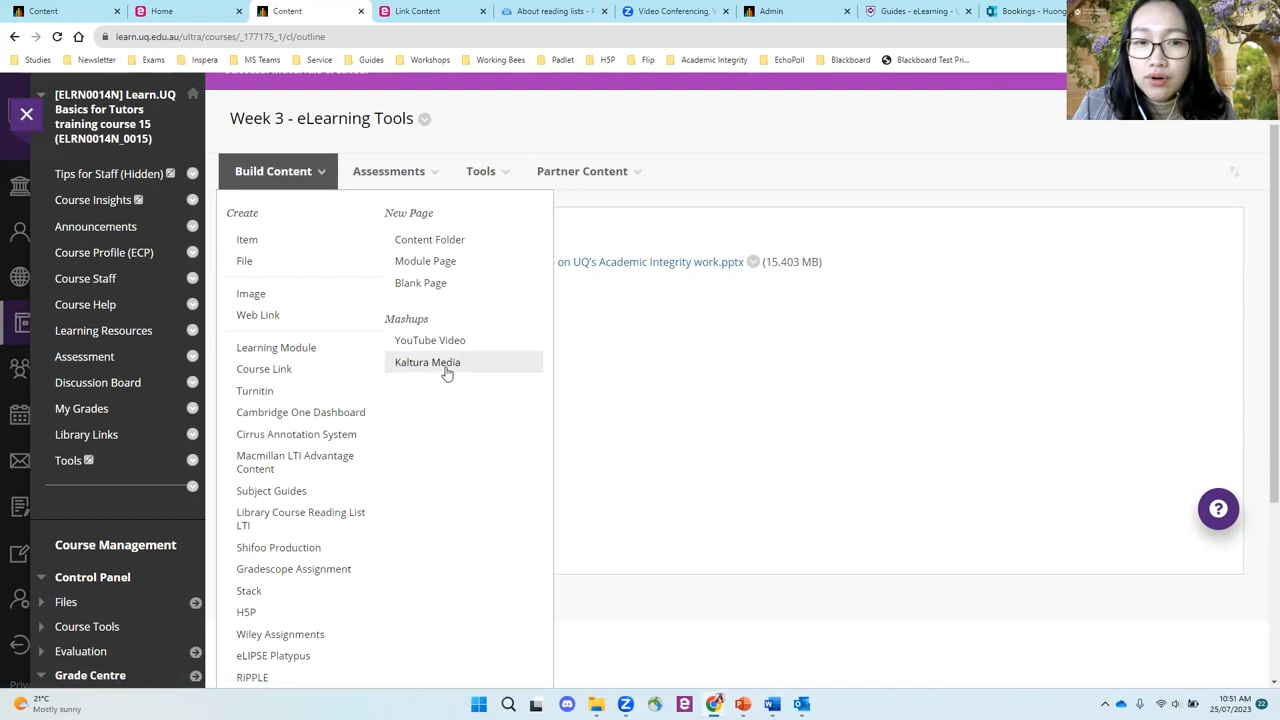 Content
Home
Content
Link Content
About reading lists - F
Video Conferencing, V
Admin
Guides - eLearning -
Bookings - Huong
learn.uq.edu.au/ultra/courses/_177175_1/cl/outline
Studies
Newsletter
Exams
Inspera
MS Teams
Service
Guides
Workshops
Working Bees
Padlet
H5P
Flip
Academic Integrity
EchoPoll
Blackboard
Blackboard Test Pri...
[ELRN0014N] Learn.UQ
Basics for Tutors
training course 15
(ELRN0014N_0015)
Tips for Staff (Hidden)
Course Insights
Announcements
Course Profile (ECP)
Course Staff
Course Help
Learning Resources
Assessment
Discussion Board
My Grades
Library Links
Tools
Course Management
Control Panel
Files
Course Tools
Evaluation
Grade Centre
Priv
Week 3 - eLearning Tools
Build Content
Assessments
Tools
Partner Content
Create
Item
File
Image
Web Link
Learning Module
Course Link
Turnitin
Cambridge One Dashboard
Cirrus Annotation System
Macmillan LTI Advantage
Content
Subject Guides
Library Course Reading List
LTI
Shifoo Production
Gradescope Assignment
Stack
H5P
Wiley Assignments
eLIPSE Platypus
RiPPLE
New Page
Content Folder
Module Page
Blank Page
Mashups
YouTube Video
Kaltura Media
on UQ's Academic Integrity work.pptx (15.403 MB)
?
21°C
Mostly sunny
10:51 AM
25/07/2023
22